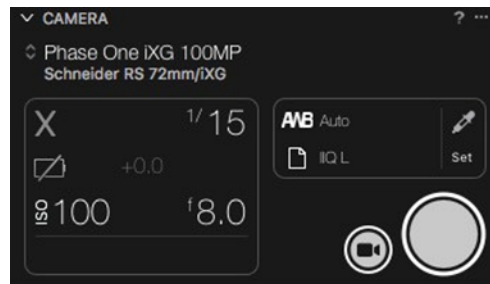 CAMERA ? ...
Phase One iXG 100MP
Schneider RS 72mm/iXG
X 1/15
+0.0
ISO 100 f8.0
AWB Auto
IIQ L Set